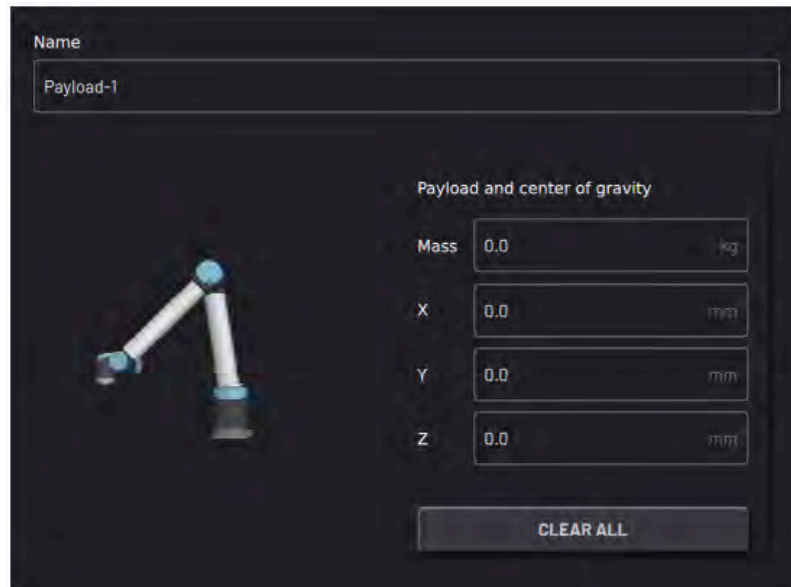 Name
Payload-1
Payload and center of gravity
Mass 0.0 kg
X 0.0 mm
Y 0.0 mm
Z 0.0 mm
CLEAR ALL